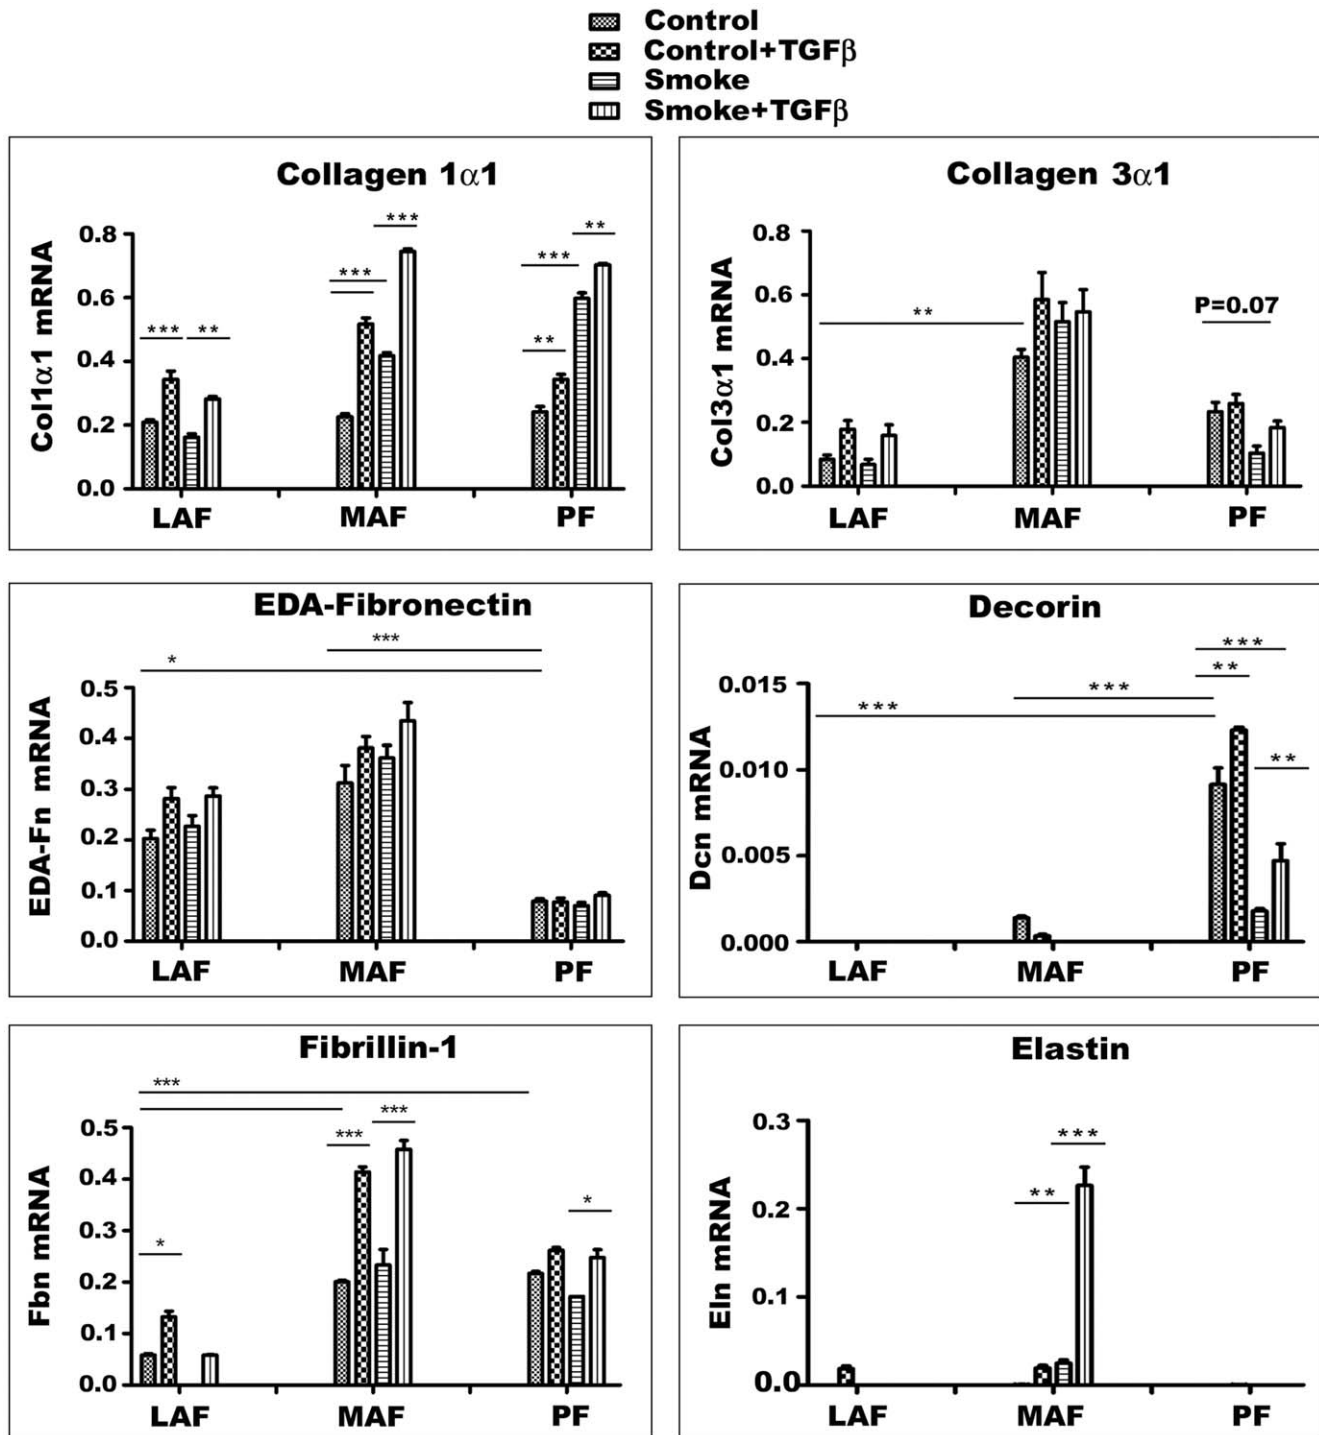 Control
Control+TGFβ
Smoke
Smoke+TGFβ
Collagen 1α1
Col1α1 mRNA
0.8
0.6
0.4
0.2
0.0
***
**
***
***
**
***
**
LAF MAF PF
Collagen 3α1
Col3α1 mRNA
0.8
0.6
0.4
0.2
0.0
**
P=0.07
LAF MAF PF
EDA-Fibronectin
EDA-Fn mRNA
0.5
0.4
0.3
0.2
0.1
0.0
***
*
LAF MAF PF
Decorin
Dcn mRNA
0.015
0.010
0.005
0.000
***
**
***
***
**
LAF MAF PF
Fibrillin-1
Fbn mRNA
0.5
0.4
0.3
0.2
0.1
0.0
***
***
***
*
*
LAF MAF PF
Elastin
Eln mRNA
0.3
0.2
0.1
0.0
***
**
LAF MAF PF